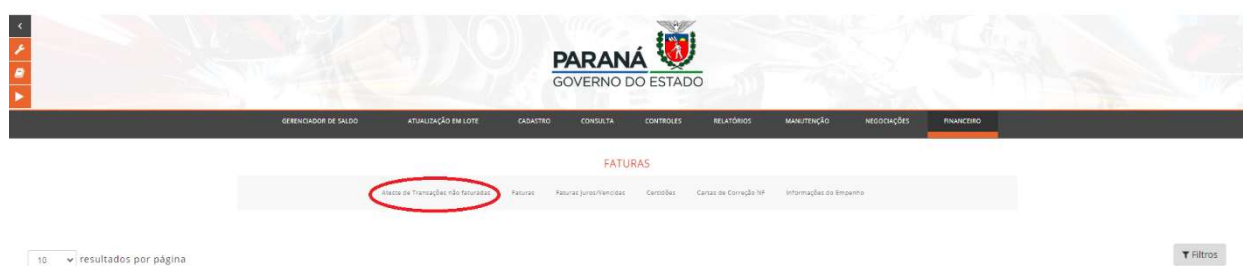 PARANÁ
GOVERNO DO ESTADO
GERENCIADOR DE SALDO ATUALIZAÇÃO EM LOTE CADASTRO CONSULTA CONTROLES RELATÓRIOS MANUTENÇÃO NEGOCIAÇÕES FINANCEIRO
FATURAS
Ateste de Transações não faturadas Faturas Faturas Juros/Vencidas Certidões Cartas de Correção NF Informações do Empenho
10 resultados por página Filtros